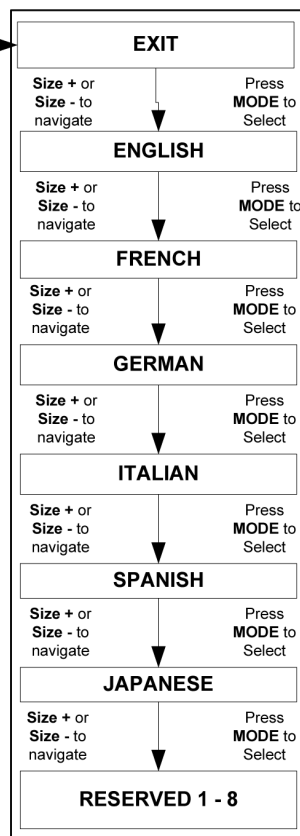 EXIT
Size + or
Size - to
navigate
Press
MODE to
Select
ENGLISH
Size + or
Size - to
navigate
Press
MODE to
Select
FRENCH
Size + or
Size - to
navigate
Press
MODE to
Select
GERMAN
Size + or
Size - to
navigate
Press
MODE to
Select
ITALIAN
Size + or
Size - to
navigate
Press
MODE to
Select
SPANISH
Size + or
Size - to
navigate
Press
MODE to
Select
JAPANESE
Size + or
Size - to
navigate
Press
MODE to
Select
RESERVED 1 - 8